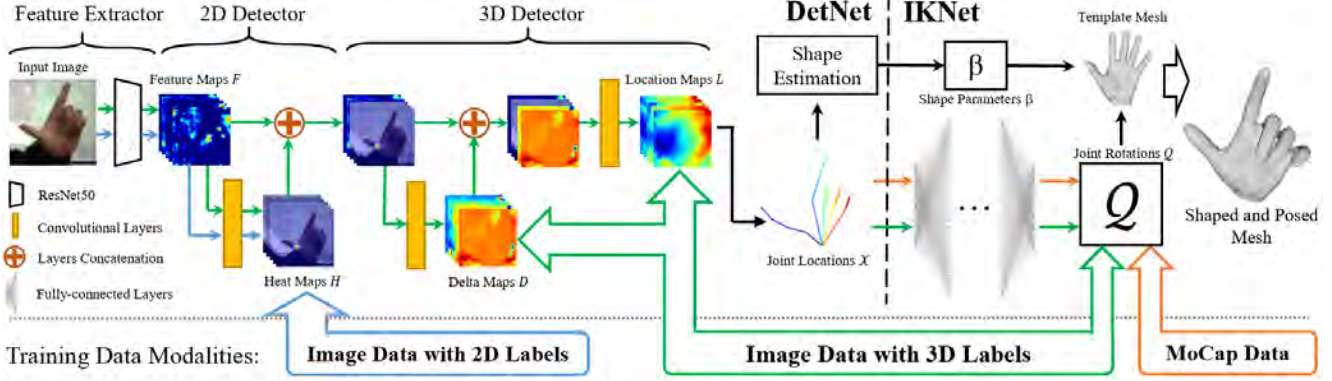 Feature Extractor
2D Detector
3D Detector
DetNet
IKNet
Input Image
Feature Maps F
Location Maps L
Shape
Estimation
β
Shape Parameters β
Template Mesh
ResNet50
Convolutional Layers
Layers Concatenation
Fully-connected Layers
Heat Maps H
Delta Maps D
Joint Locations X
...
Joint Rotations Q
Q
Shaped and Posed
Mesh
Training Data Modalities:
Image Data with 2D Labels
Image Data with 3D Labels
MoCap Data